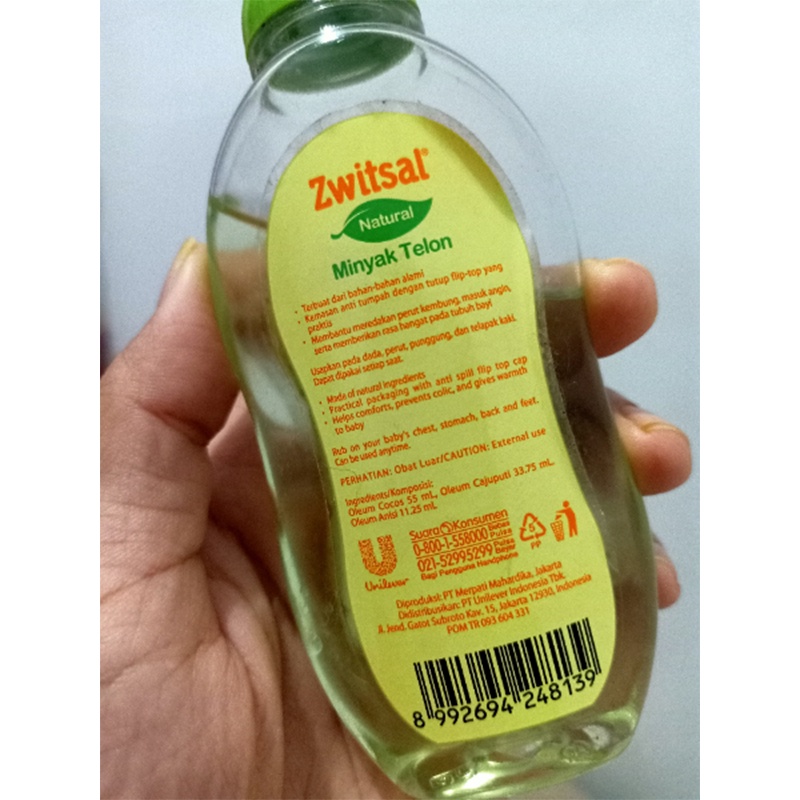 Zwitsal®
Natural
Minyak Telon
• Terbuat dari bahan-bahan alami
• Kemasan anti tumpah dengan tutup flip-top yang
praktis
• Membantu meredakan perut kembung, masuk angin,
serta memberikan rasa hangat pada tubuh bayi
Usapkan pada dada, perut, punggung, dan telapak kaki.
Dapat dipakai setiap saat.
• Made of natural ingredients
• Practical packaging with anti spill flip top cap
• Helps comforts, prevents colic, and gives warmth
to baby
Rub on your baby's chest, stomach, back and feet.
Can be used anytime.
PERHATIAN: Obat Luar/CAUTION: External use
Ingredients/Komposisi:
Oleum Cocos 55 mL, Oleum Cajuputi 33.75 mL,
Oleum Anisi 11.25 mL
Unilever
Suara Konsumen
0-800-1-558000 Bebas Pulsa
021-52995299 Pulsa Bayar
Bagi Pengguna Handphone
5
PP
Diproduksi: PT Merpati Mahardika, Jakarta
Didistribusikan: PT Unilever Indonesia Tbk.
Jl. Jend. Gatot Subroto Kav. 15, Jakarta 12930, Indonesia
POM TR 093 604 331
8 992694 248139